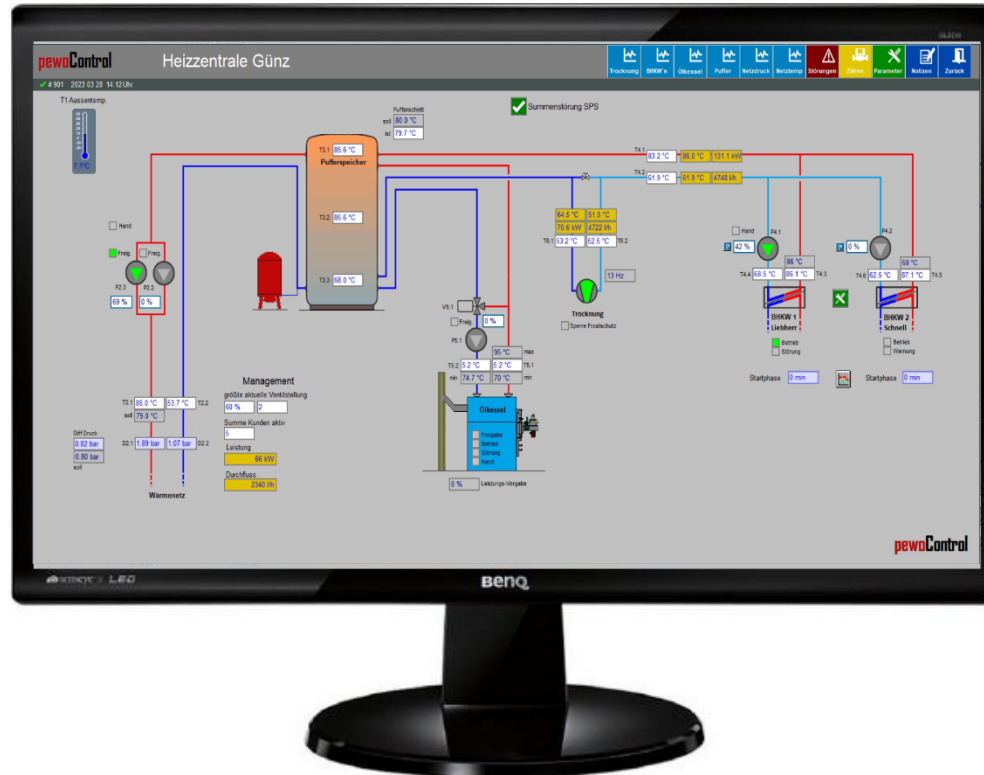 GL2210
pewoControl
Heizzentrale Günz
Trocknung
BHKW's
Ölkessel
Puffer
Netzdruck
Netztemp
Störungen
Zähler
Parameter
Notizen
Zurück
# 901 2023 03 28 14:12 Uhr
T1 Aussentemp.
7.1°C
Pufferschnitt
soll 80.0 °C
ist 79.7 °C
Summenstörung SPS
T3.1 85.6 °C
Pufferspeicher
T3.2 85.6 °C
T3.3 68.0 °C
T4.1 83.2 °C 86.0 °C 131.1 kW
T4.2 61.9 °C 61.9 °C 4748 l/h
Hand
Freig. Freig.
P2.3 P2.2
69 % 0 %
64.5 °C 51.5 °C
70.6 kW 4722 l/h
T6.1 63.2 °C 62.6 °C T6.2
13 Hz
Trocknung
Sperre Frostschutz
Hand P4.1
42 %
86 °C
T4.4 68.5 °C 86.1 °C T4.3
BHKW 1
Liebherr
Betrieb
Störung
Startphase 0 min
P4.2
0 %
68 °C
T4.6 62.6 °C 87.1 °C T4.5
BHKW 2
Schnell
Betrieb
Warnung
Startphase 0 min
V5.1
Freig. 0 %
P5.1
95 °C max
T5.2 5.2 °C 5.2 °C T5.1
min 74.7 °C 70 °C min
Ölkessel
Freigabe
Betrieb
Störung
Hand
0 % Leistungs-Vorgabe
Management
größte aktuelle Ventilstellung
60 % 2
Summe Kunden aktiv
5
Leistung
66 kW
Durchfluss
2340 l/h
T2.1 85.0 °C 53.7 °C T2.2
soll 79.0 °C
Diff.Druck
0.82 bar
0.80 bar
soll
D2.1 1.89 bar 1.07 bar D2.2
Wärmenetz
pewoControl
senseye LED
BenQ